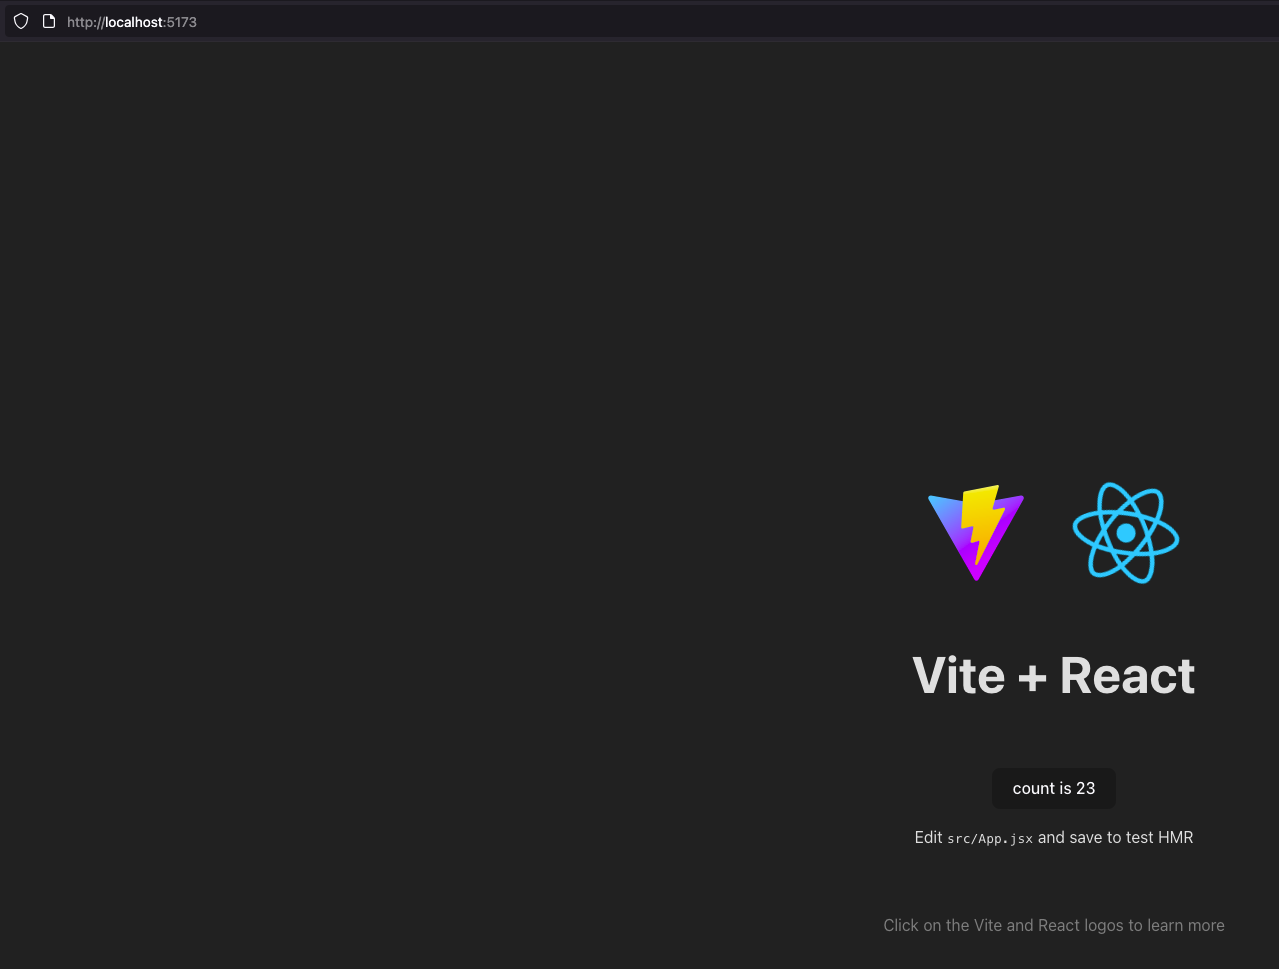 http://localhost:5173
Vite + React
count is 23
Edit src/App.jsx and save to test HMR
Click on the Vite and React logos to learn more